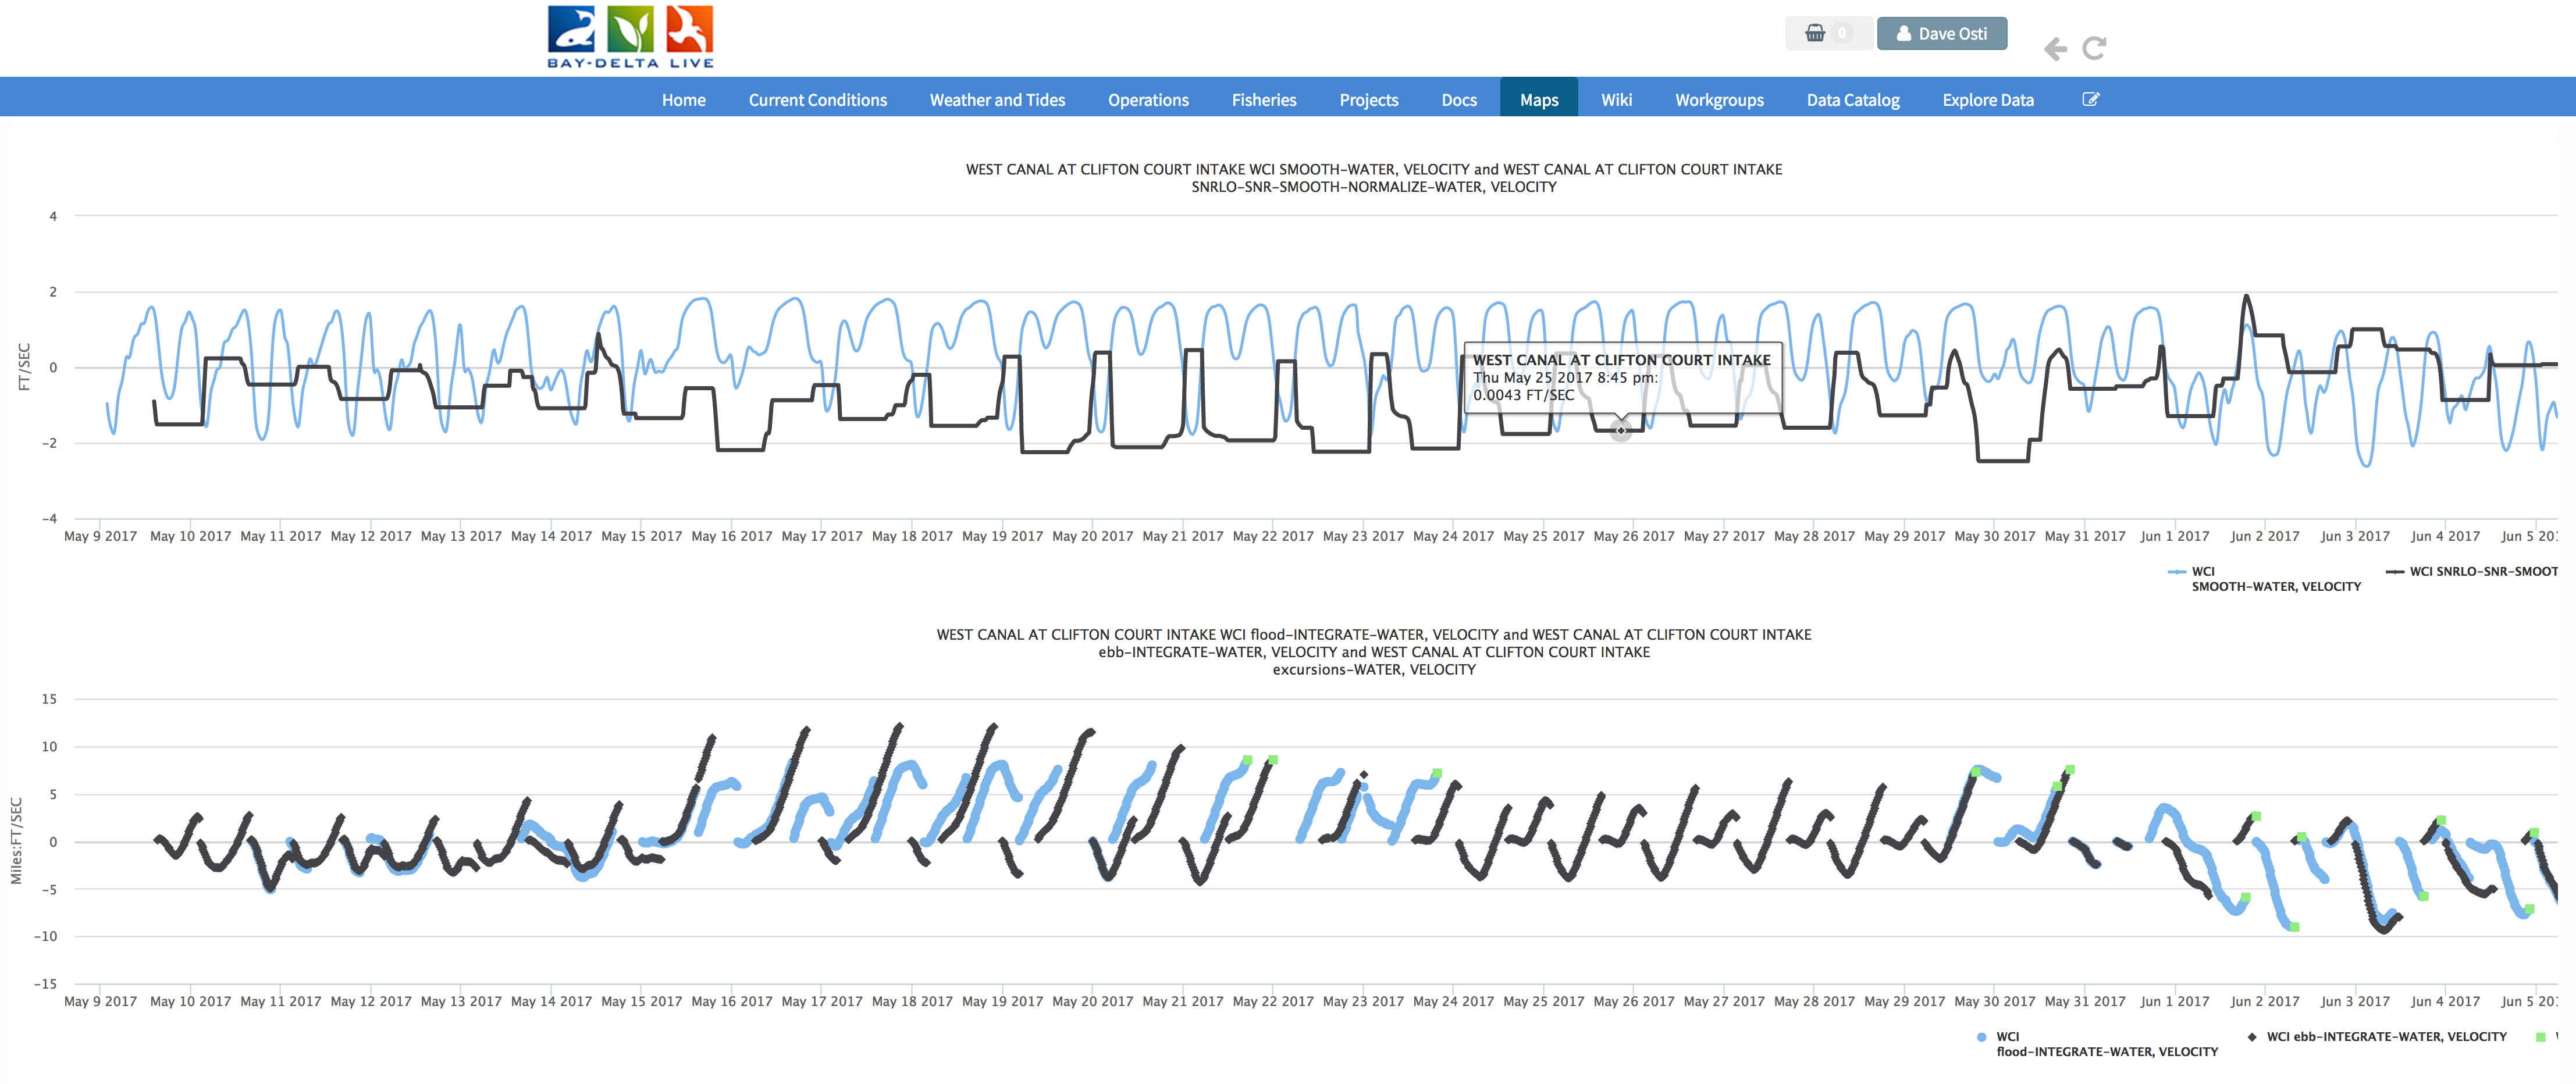 BAY-DELTA LIVE
0
Dave Osti
Home Current Conditions Weather and Tides Operations Fisheries Projects Docs Maps Wiki Workgroups Data Catalog Explore Data
WEST CANAL AT CLIFTON COURT INTAKE WCI SMOOTH-WATER, VELOCITY and WEST CANAL AT CLIFTON COURT INTAKE
SNRLO-SNR-SMOOTH-NORMALIZE-WATER, VELOCITY
4
2
0
-2
-4
FT/SEC
WEST CANAL AT CLIFTON COURT INTAKE
Thu May 25 2017 8:45 pm:
0.0043 FT/SEC
May 9 2017 May 10 2017 May 11 2017 May 12 2017 May 13 2017 May 14 2017 May 15 2017 May 16 2017 May 17 2017 May 18 2017 May 19 2017 May 20 2017 May 21 2017 May 22 2017 May 23 2017 May 24 2017 May 25 2017 May 26 2017 May 27 2017 May 28 2017 May 29 2017 May 30 2017 May 31 2017 Jun 1 2017 Jun 2 2017 Jun 3 2017 Jun 4 2017 Jun 5 201
WCI
SMOOTH-WATER, VELOCITY
WCI SNRLO-SNR-SMOOT
WEST CANAL AT CLIFTON COURT INTAKE WCI flood-INTEGRATE-WATER, VELOCITY and WEST CANAL AT CLIFTON COURT INTAKE
ebb-INTEGRATE-WATER, VELOCITY and WEST CANAL AT CLIFTON COURT INTAKE
excursions-WATER, VELOCITY
15
10
5
0
-5
-10
-15
Miles:FT/SEC
May 9 2017 May 10 2017 May 11 2017 May 12 2017 May 13 2017 May 14 2017 May 15 2017 May 16 2017 May 17 2017 May 18 2017 May 19 2017 May 20 2017 May 21 2017 May 22 2017 May 23 2017 May 24 2017 May 25 2017 May 26 2017 May 27 2017 May 28 2017 May 29 2017 May 30 2017 May 31 2017 Jun 1 2017 Jun 2 2017 Jun 3 2017 Jun 4 2017 Jun 5 201
WCI
flood-INTEGRATE-WATER, VELOCITY
WCI ebb-INTEGRATE-WATER, VELOCITY